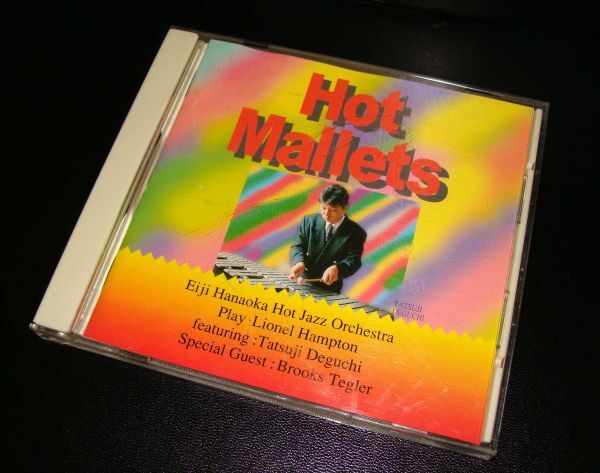 Hot
Mallets
TATSUJI
DEGUCHI
Eiji Hanaoka Hot Jazz Orchestra
Play Lionel Hampton
featuring : Tatsuji Deguchi
Special Guest : Brooks Tegler